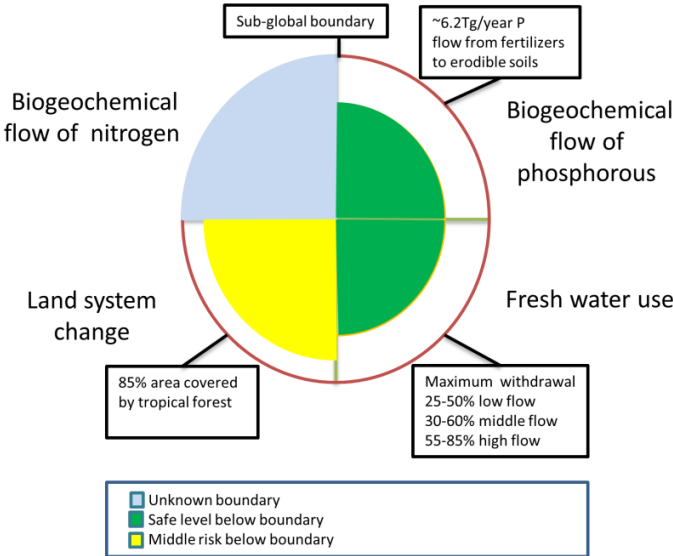 Sub-global boundary
~6.2Tg/year P
flow from fertilizers
to erodible soils
Biogeochemical
flow of nitrogen
Biogeochemical
flow of
phosphorous
Land system
change
Fresh water use
85% area covered
by tropical forest
Maximum withdrawal
25-50% low flow
30-60% middle flow
55-85% high flow
Unknown boundary
Safe level below boundary
Middle risk below boundary